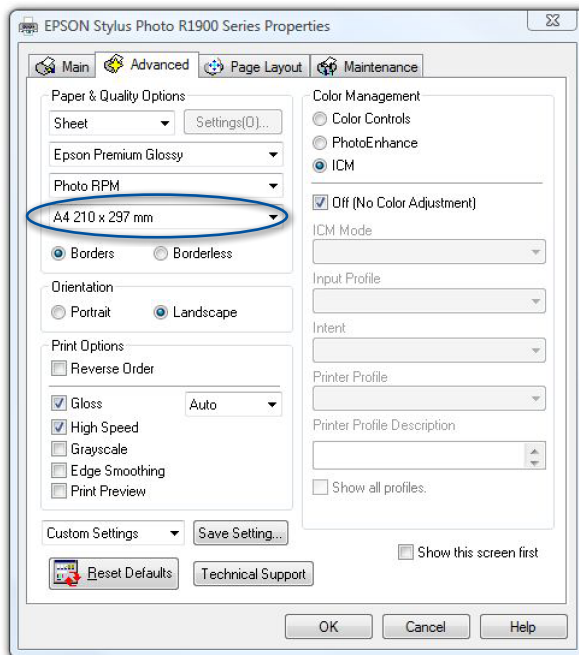 EPSON Stylus Photo R1900 Series Properties
Main
Advanced
Page Layout
Maintenance
Paper & Quality Options
Sheet
Settings(O)...
Epson Premium Glossy
Photo RPM
A4 210 x 297 mm
Borders
Borderless
Orientation
Portrait
Landscape
Print Options
Reverse Order
Gloss
Auto
High Speed
Grayscale
Edge Smoothing
Print Preview
Custom Settings
Save Setting...
Reset Defaults
Technical Support
Color Management
Color Controls
PhotoEnhance
ICM
Off (No Color Adjustment)
ICM Mode
Input Profile
Intent
Printer Profile
Printer Profile Description
Show all profiles.
Show this screen first
OK
Cancel
Help